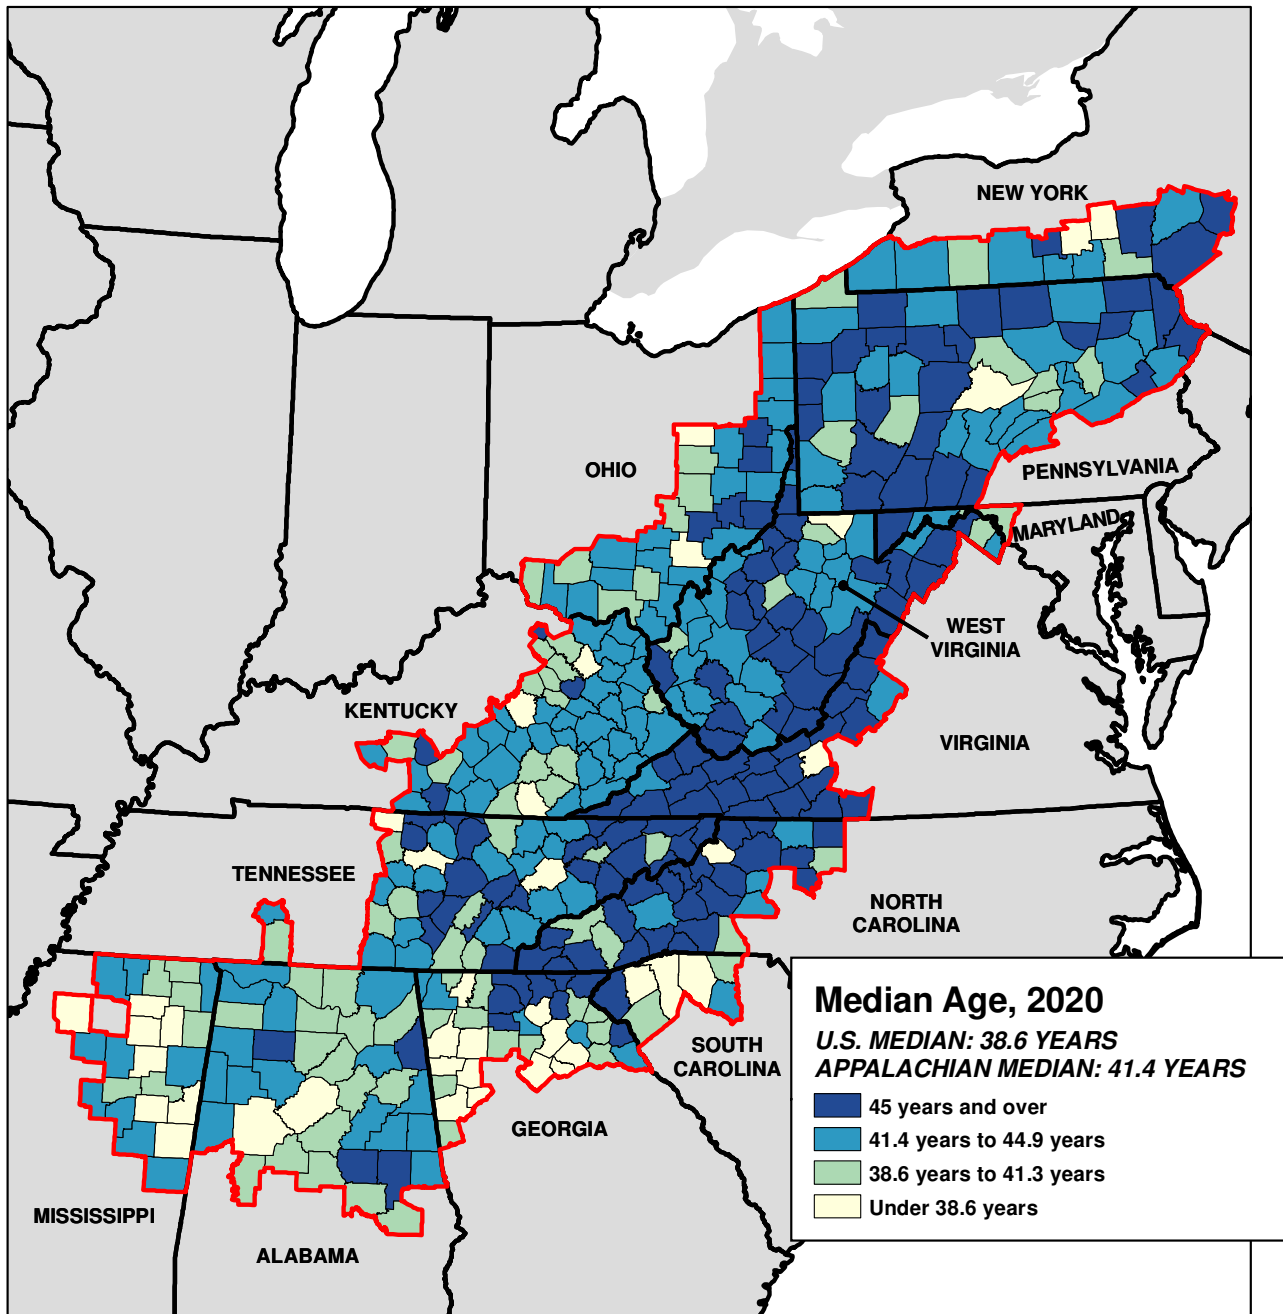 NEW YORK
OHIO
PENNSYLVANIA
MARYLAND
WEST
VIRGINIA
KENTUCKY
VIRGINIA
TENNESSEE
NORTH
CAROLINA
SOUTH
CAROLINA
GEORGIA
MISSISSIPPI
ALABAMA
Median Age, 2020
U.S. MEDIAN: 38.6 YEARS
APPALACHIAN MEDIAN: 41.4 YEARS
45 years and over
41.4 years to 44.9 years
38.6 years to 41.3 years
Under 38.6 years